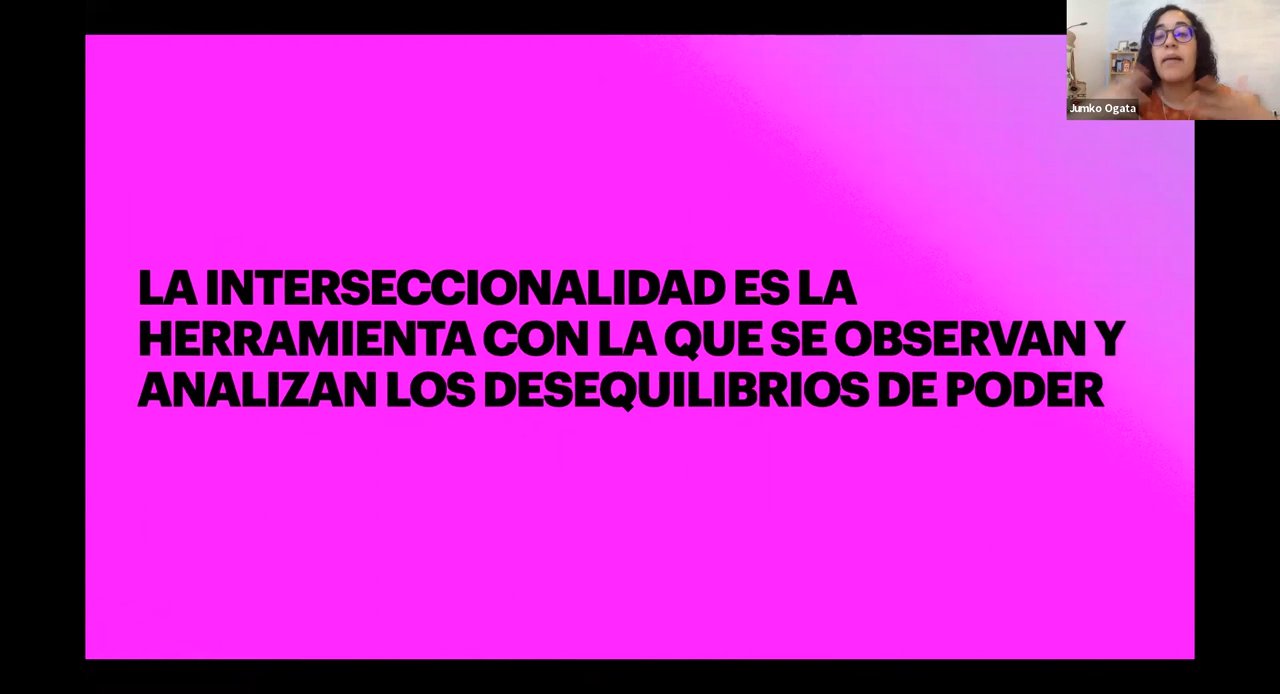 Jumko Ogata
LA INTERSECCIONALIDAD ES LA
HERRAMIENTA CON LA QUE SE OBSERVAN Y
ANALIZAN LOS DESEQUILIBRIOS DE PODER